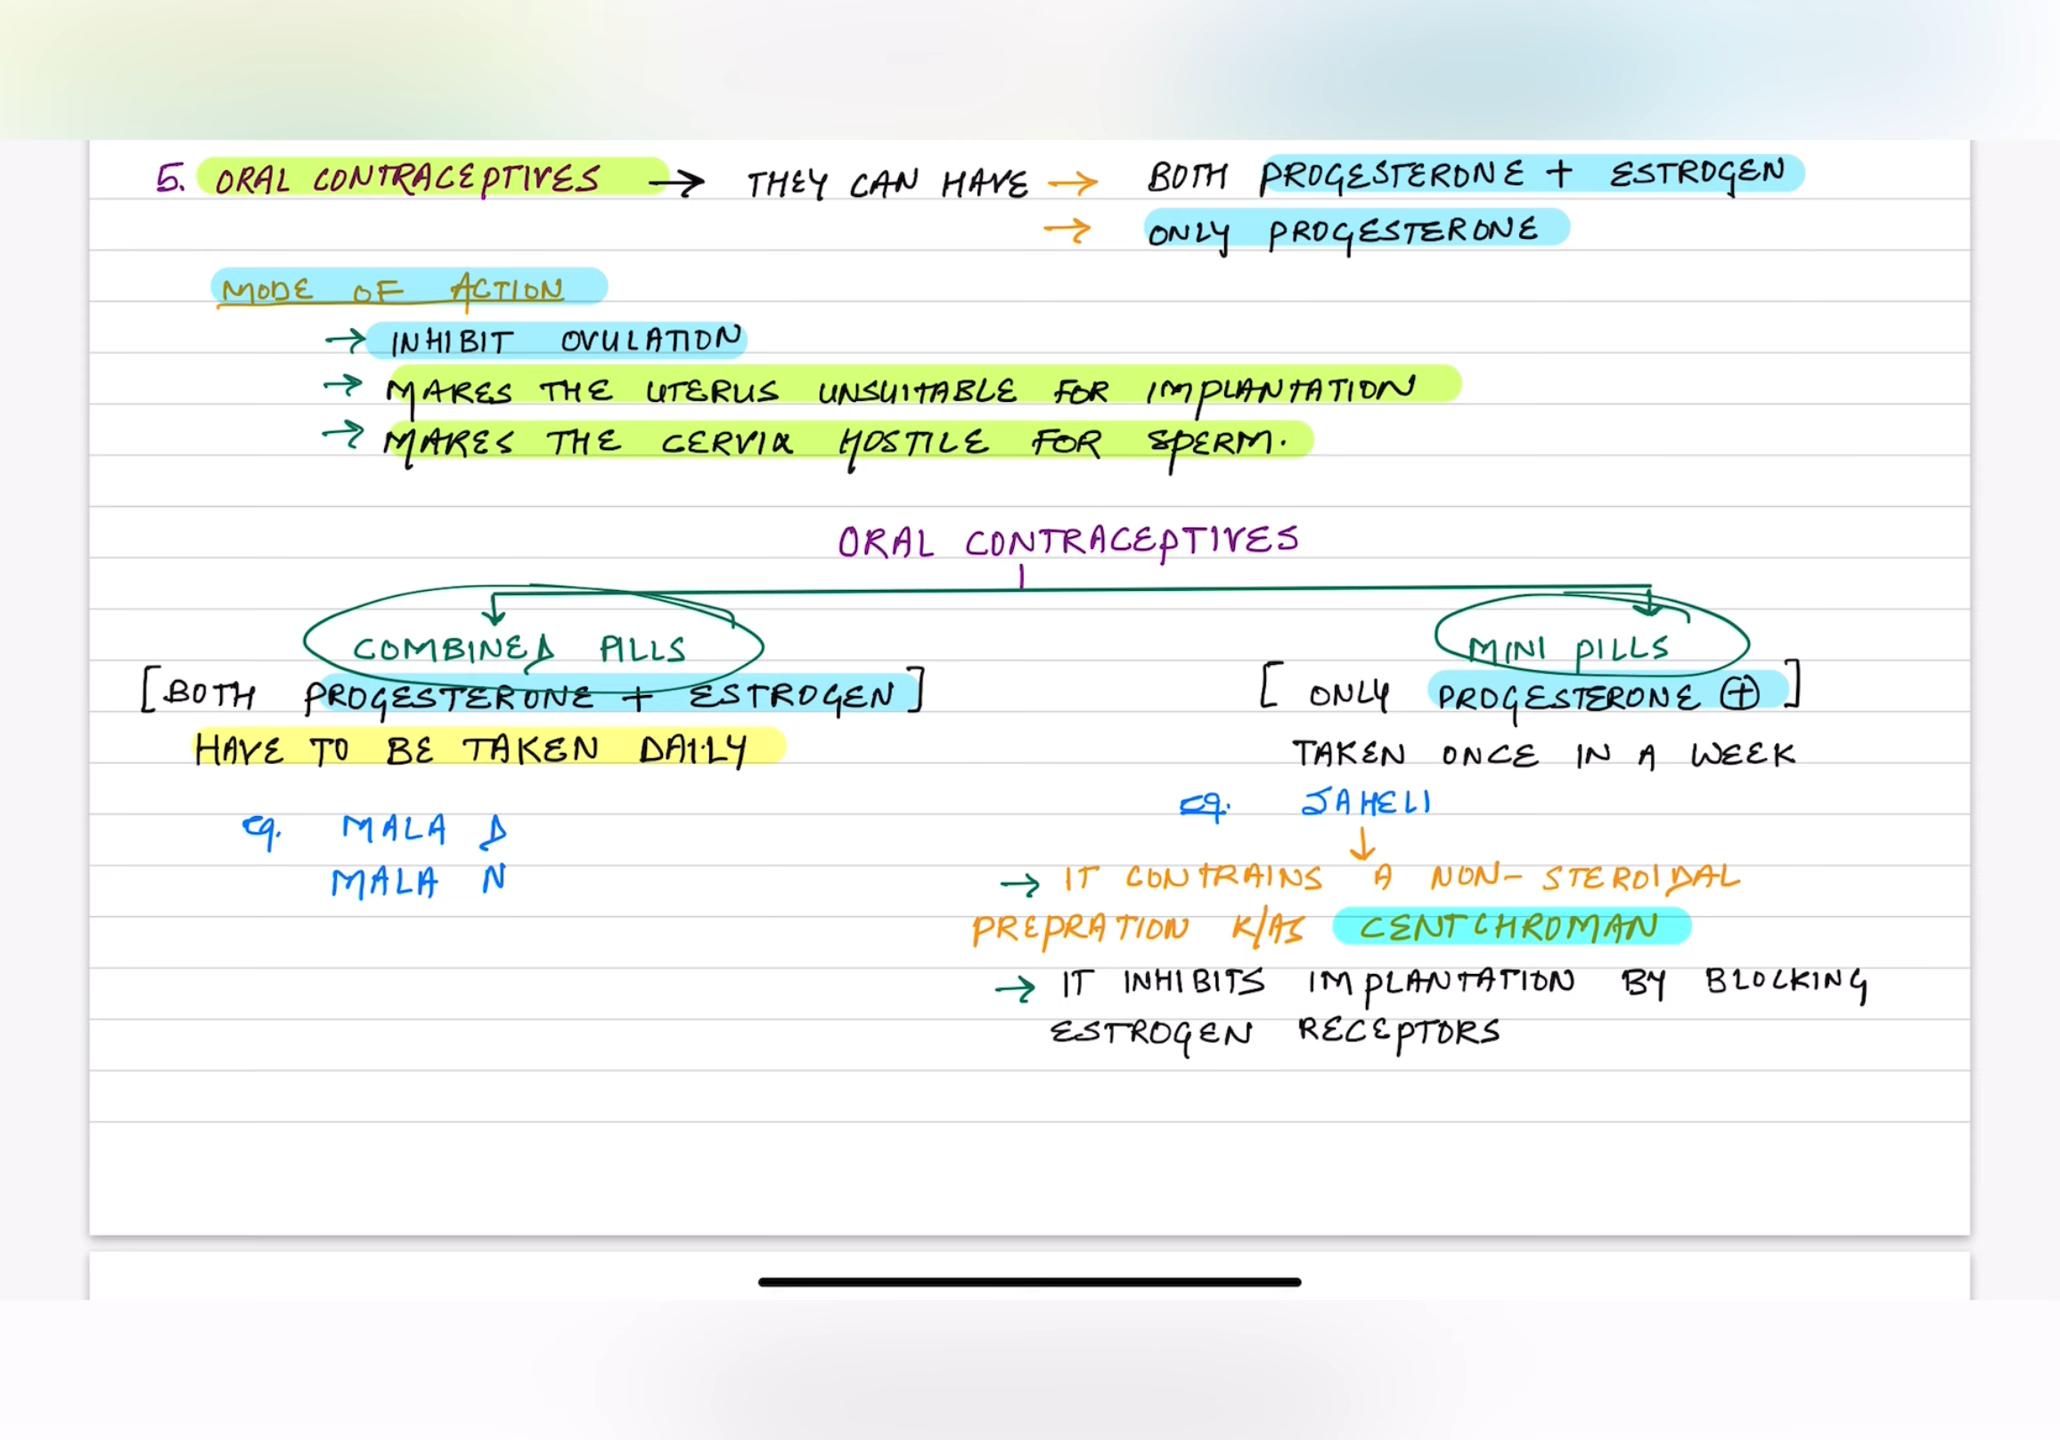 5. ORAL CONTRACEPTIVES → THEY CAN HAVE → BOTH PROGESTERONE + ESTROGEN
→ ONLY PROGESTERONE
MODE OF ACTION
→ INHIBIT OVULATION
→ MAKES THE UTERUS UNSUITABLE FOR IMPLANTATION
→ MAKES THE CERVIX HOSTILE FOR SPERM.
ORAL CONTRACEPTIVES
COMBINED PILLS
[BOTH PROGESTERONE + ESTROGEN]
HAVE TO BE TAKEN DAILY
eg. MALA D
MALA N
MINI PILLS
[ ONLY PROGESTERONE ⊕ ]
TAKEN ONCE IN A WEEK
eg. SAHELI
→ IT CONTRAINS A NON-STEROIDAL
PREPRATION K/AS CENTCHROMAN
→ IT INHIBITS IMPLANTATION BY BLOCKING
ESTROGEN RECEPTORS